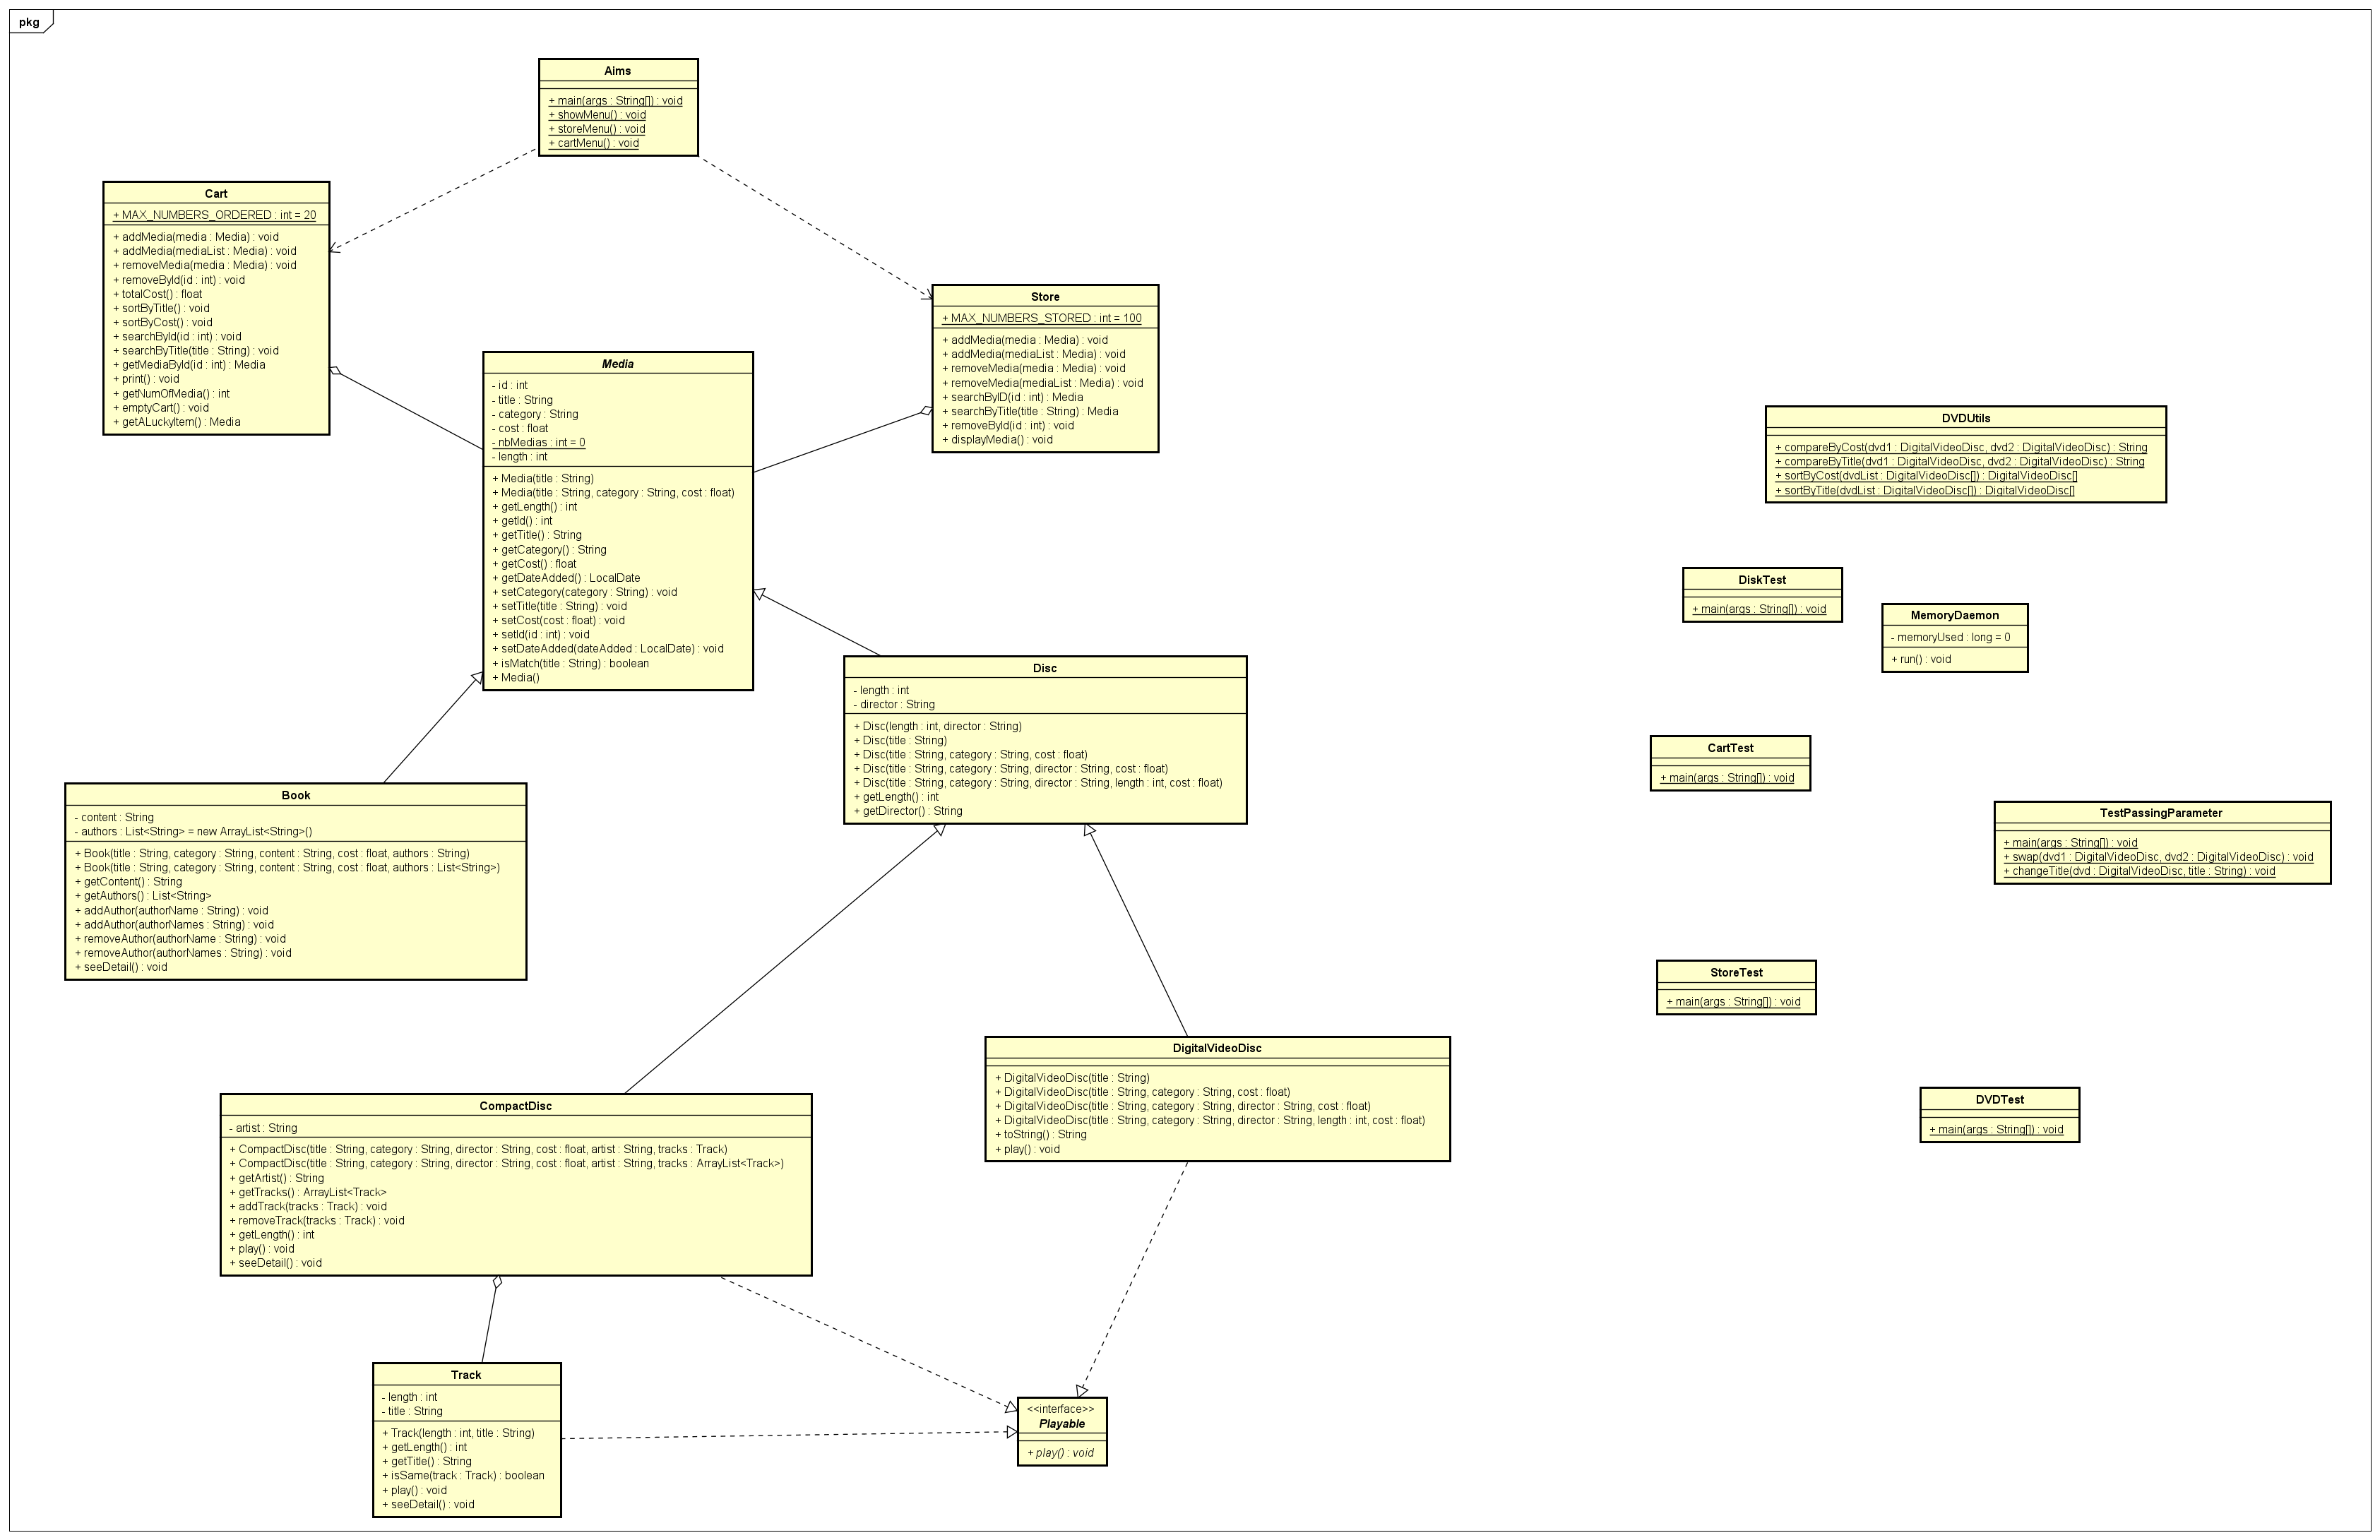 pkg
Aims
+ main(args : String[]) : void
+ showMenu() : void
+ storeMenu() : void
+ cartMenu() : void
Cart
+ MAX_NUMBERS_ORDERED : int = 20
+ addMedia(media : Media) : void
+ addMedia(mediaList : Media) : void
+ removeMedia(media : Media) : void
+ removeById(id : int) : void
+ totalCost() : float
+ sortByTitle() : void
+ sortByCost() : void
+ searchById(id : int) : void
+ searchByTitle(title : String) : void
+ getMediaById(id : int) : Media
+ print() : void
+ getNumOfMedia() : int
+ emptyCart() : void
+ getALuckyItem() : Media
Store
+ MAX_NUMBERS_STORED : int = 100
+ addMedia(media : Media) : void
+ addMedia(mediaList : Media) : void
+ removeMedia(media : Media) : void
+ removeMedia(mediaList : Media) : void
+ searchByID(id : int) : Media
+ searchByTitle(title : String) : Media
+ removeById(id : int) : void
+ displayMedia() : void
Media
- id : int
- title : String
- category : String
- cost : float
- nbMedias : int = 0
- length : int
+ Media(title : String)
+ Media(title : String, category : String, cost : float)
+ getLength() : int
+ getId() : int
+ getTitle() : String
+ getCategory() : String
+ getCost() : float
+ getDateAdded() : LocalDate
+ setCategory(category : String) : void
+ setTitle(title : String) : void
+ setCost(cost : float) : void
+ setId(id : int) : void
+ setDateAdded(dateAdded : LocalDate) : void
+ isMatch(title : String) : boolean
+ Media()
DVDUtils
+ compareByCost(dvd1 : DigitalVideoDisc, dvd2 : DigitalVideoDisc) : String
+ compareByTitle(dvd1 : DigitalVideoDisc, dvd2 : DigitalVideoDisc) : String
+ sortByCost(dvdList : DigitalVideoDisc[]) : DigitalVideoDisc[]
+ sortByTitle(dvdList : DigitalVideoDisc[]) : DigitalVideoDisc[]
DiskTest
+ main(args : String[]) : void
MemoryDaemon
- memoryUsed : long = 0
+ run() : void
Disc
- length : int
- director : String
+ Disc(length : int, director : String)
+ Disc(title : String)
+ Disc(title : String, category : String, cost : float)
+ Disc(title : String, category : String, director : String, cost : float)
+ Disc(title : String, category : String, director : String, length : int, cost : float)
+ getLength() : int
+ getDirector() : String
CartTest
+ main(args : String[]) : void
Book
- content : String
- authors : List<String> = new ArrayList<String>()
+ Book(title : String, category : String, content : String, cost : float, authors : String)
+ Book(title : String, category : String, content : String, cost : float, authors : List<String>)
+ getContent() : String
+ getAuthors() : List<String>
+ addAuthor(authorName : String) : void
+ addAuthor(authorNames : String) : void
+ removeAuthor(authorName : String) : void
+ removeAuthor(authorNames : String) : void
+ seeDetail() : void
TestPassingParameter
+ main(args : String[]) : void
+ swap(dvd1 : DigitalVideoDisc, dvd2 : DigitalVideoDisc) : void
+ changeTitle(dvd : DigitalVideoDisc, title : String) : void
StoreTest
+ main(args : String[]) : void
DigitalVideoDisc
+ DigitalVideoDisc(title : String)
+ DigitalVideoDisc(title : String, category : String, cost : float)
+ DigitalVideoDisc(title : String, category : String, director : String, cost : float)
+ DigitalVideoDisc(title : String, category : String, director : String, length : int, cost : float)
+ toString() : String
+ play() : void
DVDTest
+ main(args : String[]) : void
CompactDisc
- artist : String
+ CompactDisc(title : String, category : String, director : String, cost : float, artist : String, tracks : Track)
+ CompactDisc(title : String, category : String, director : String, cost : float, artist : String, tracks : ArrayList<Track>)
+ getArtist() : String
+ getTracks() : ArrayList<Track>
+ addTrack(tracks : Track) : void
+ removeTrack(tracks : Track) : void
+ getLength() : int
+ play() : void
+ seeDetail() : void
Track
- length : int
- title : String
+ Track(length : int, title : String)
+ getLength() : int
+ getTitle() : String
+ isSame(track : Track) : boolean
+ play() : void
+ seeDetail() : void
<<interface>>
Playable
+ play() : void